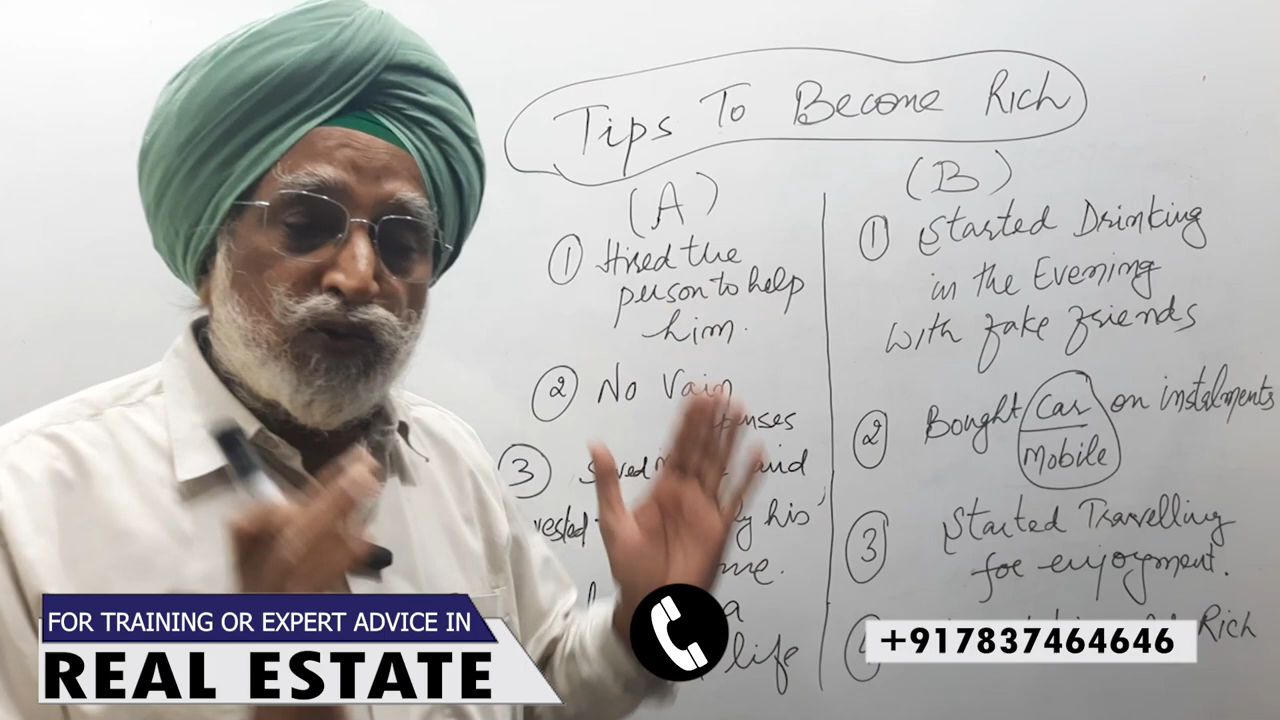 Tips To Become Rich
(A)
① Hired the
person to help
him.
② No Vain
③
and
his
life
(B)
① Started Drinking
in the Evening
with fake friends
② Bought Car on instalments
Mobile
③ Started Travelling
for enjoyment.
Rich
FOR TRAINING OR EXPERT ADVICE IN
REAL ESTATE
+917837464646